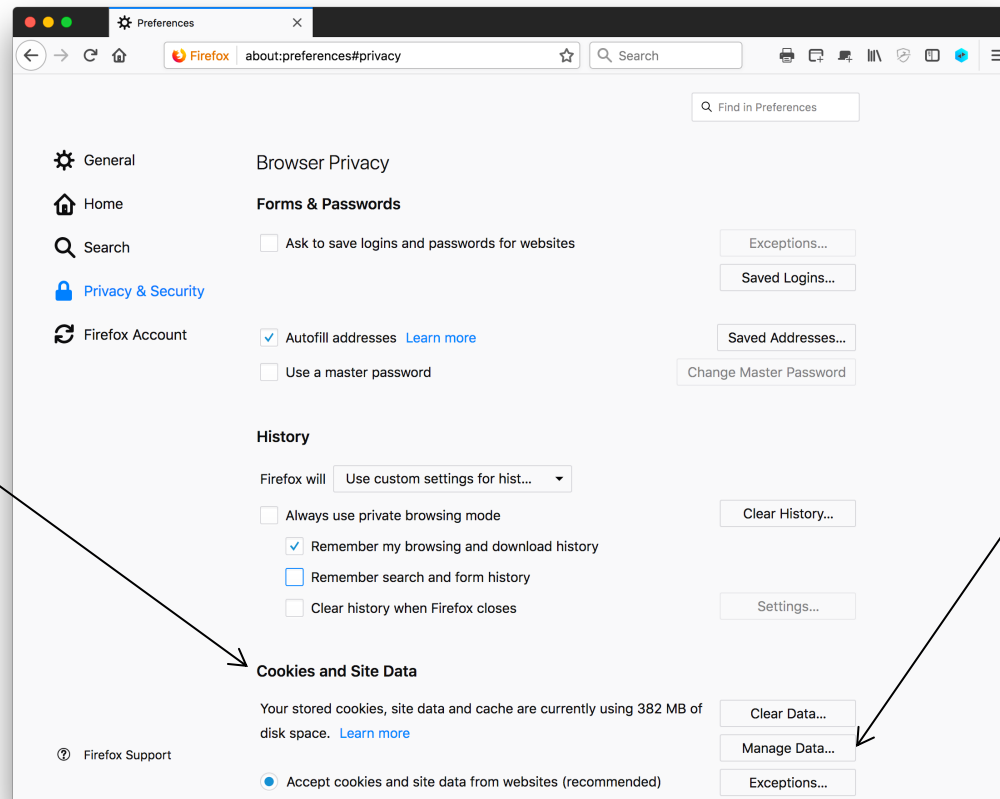 Preferences
Firefox about:preferences#privacy
Search
Find in Preferences
General
Home
Search
Privacy & Security
Firefox Account
Firefox Support
Browser Privacy
Forms & Passwords
Ask to save logins and passwords for websites
Exceptions...
Saved Logins...
Autofill addresses Learn more
Saved Addresses...
Use a master password
Change Master Password
History
Firefox will Use custom settings for hist...
Always use private browsing mode
Clear History...
Remember my browsing and download history
Remember search and form history
Clear history when Firefox closes
Settings...
Cookies and Site Data
Your stored cookies, site data and cache are currently using 382 MB of
disk space. Learn more
Clear Data...
Manage Data...
Accept cookies and site data from websites (recommended)
Exceptions...